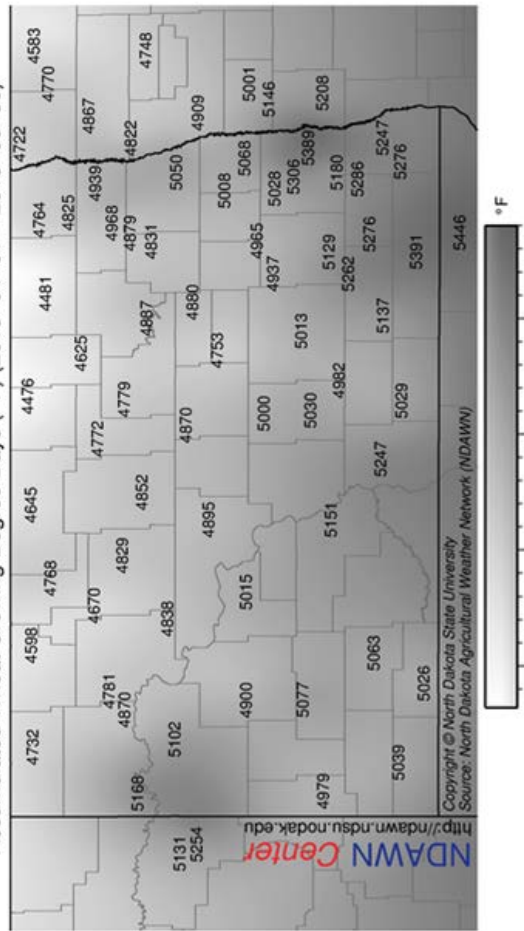 4732 4598 4645 4476 4481 4764 4722 4583
4768 4770
4625 4825
4670 4772 4939 4867
4781 4968
4870 4829 4779 4879 4822
5168 4852 4887 4831 4748
4838
5102 5050
5131 4870 4880
5254 4895 4753 4909
5008
4900 5015 5068 5001
5000 4965
4937 5028 5146
5077 5030 5013 5306
4979 5151 5129 5389 5208
4982 5262 5180
5286
5063 5247 5137 5276 5247
5039 5029 5276
5026 5391
5446
NDAWN Center
http://ndawn.ndsu.nodak.edu
Copyright © North Dakota State University
Source: North Dakota Agricultural Weather Network (NDAWN)
°F